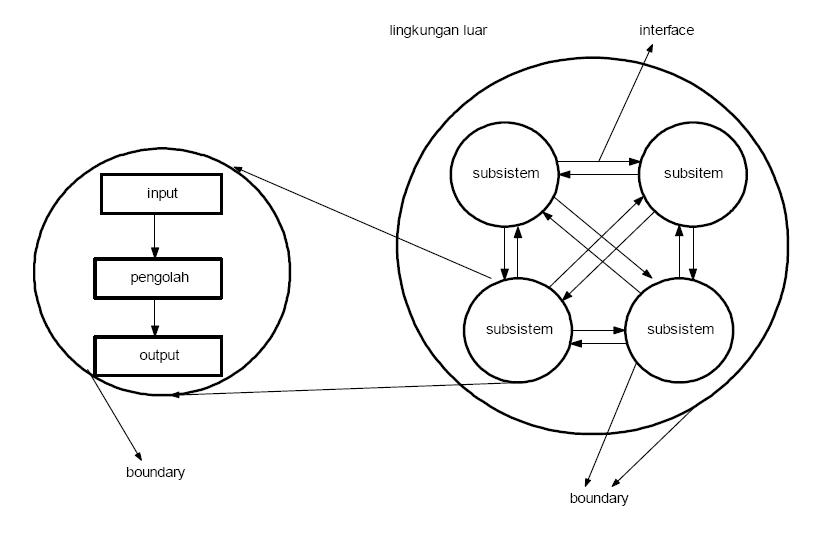 lingkungan luar
interface
subsistem
subsitem
input
pengolah
output
subsistem
subsistem
boundary
boundary